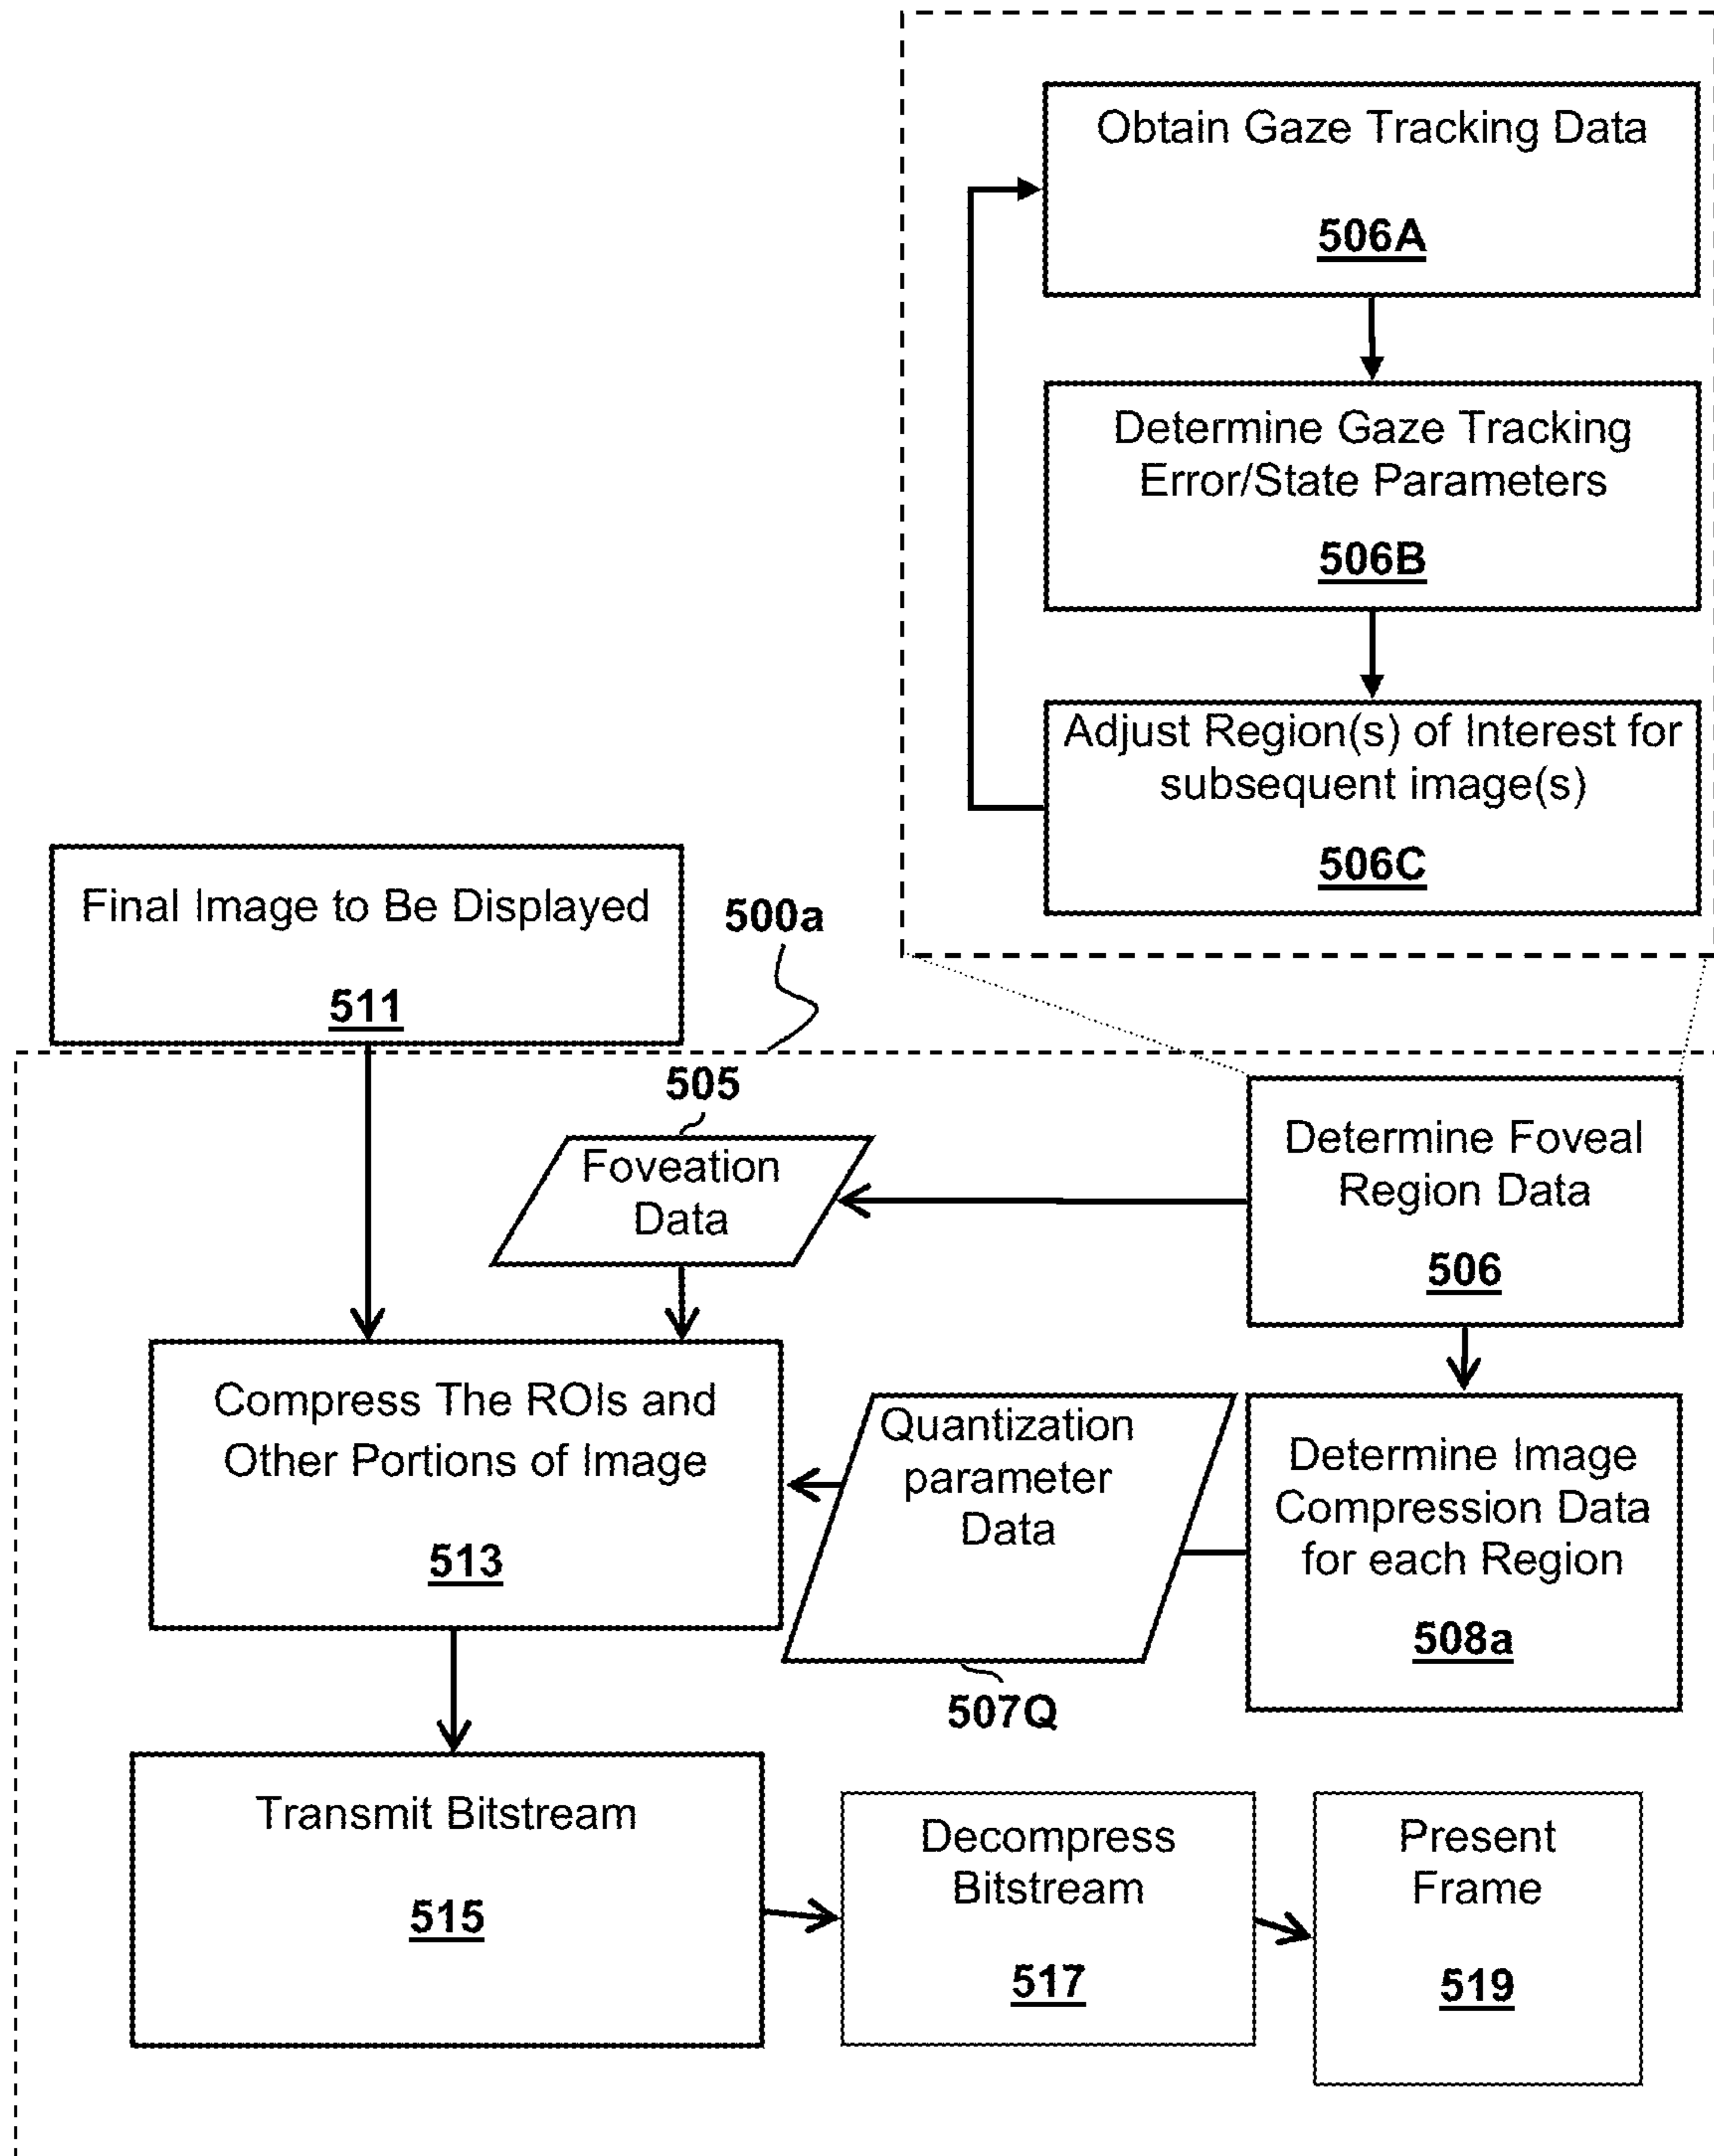 Obtain Gaze Tracking Data
506A
Determine Gaze Tracking
Error/State Parameters
506B
Adjust Region(s) of Interest for
subsequent image(s)
506C
Final Image to Be Displayed
511
500a
505
Foveation
Data
Determine Foveal
Region Data
506
Compress The ROIs and
Other Portions of Image
513
Quantization
parameter
Data
507Q
Determine Image
Compression Data
for each Region
508a
Transmit Bitstream
515
Decompress
Bitstream
517
Present
Frame
519